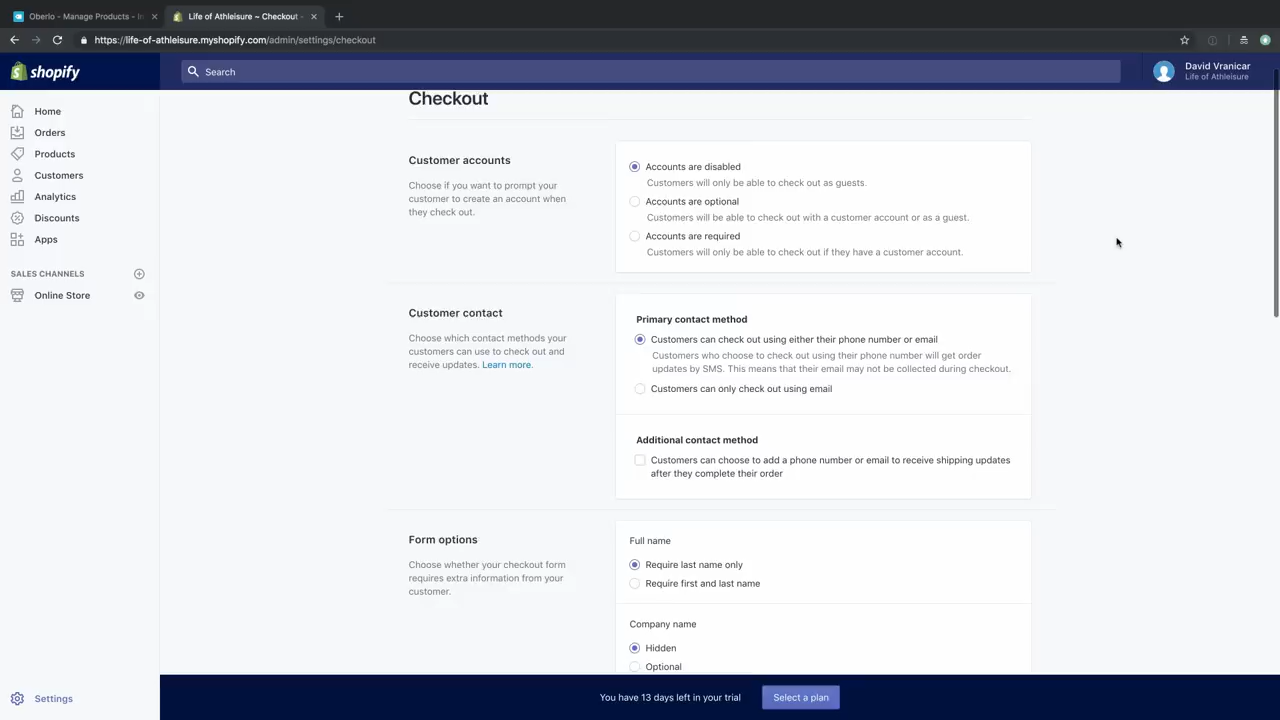 Oberlo - Manage Products - In
Life of Athleisure ~ Checkout -
https://life-of-athleisure.myshopify.com/admin/settings/checkout
shopify
Search
David Vranicar
Life of Athleisure
Home
Orders
Products
Customers
Analytics
Discounts
Apps
SALES CHANNELS
Online Store
Settings
Checkout
Customer accounts
Choose if you want to prompt your
customer to create an account when
they check out.
Accounts are disabled
Customers will only be able to check out as guests.
Accounts are optional
Customers will be able to check out with a customer account or as a guest.
Accounts are required
Customers will only be able to check out if they have a customer account.
Customer contact
Choose which contact methods your
customers can use to check out and
receive updates. Learn more.
Primary contact method
Customers can check out using either their phone number or email
Customers who choose to check out using their phone number will get order
updates by SMS. This means that their email may not be collected during checkout.
Customers can only check out using email
Additional contact method
Customers can choose to add a phone number or email to receive shipping updates
after they complete their order
Form options
Choose whether your checkout form
requires extra information from your
customer.
Full name
Require last name only
Require first and last name
Company name
Hidden
Optional
You have 13 days left in your trial
Select a plan